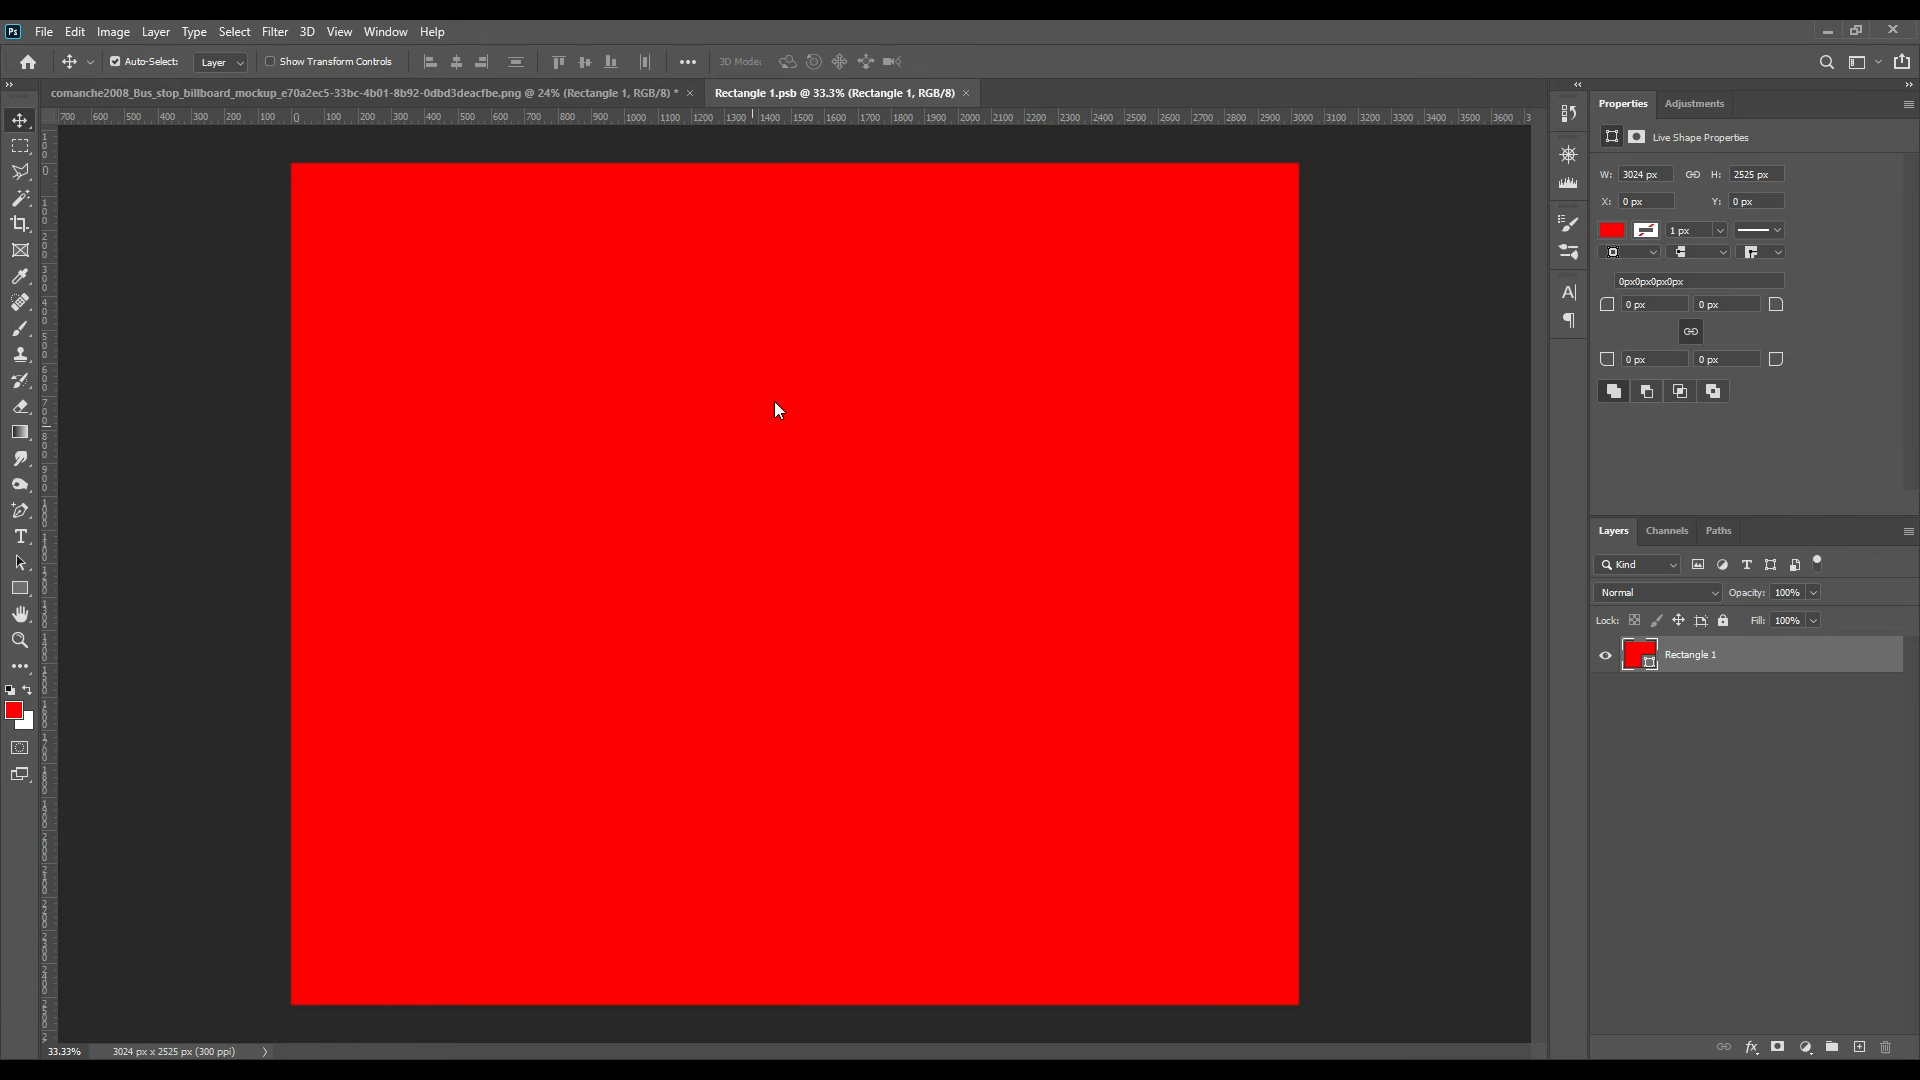 Ps File Edit Image Layer Type Select Filter 3D View Window Help
Auto-Select: Layer Show Transform Controls 3D Mode:
comanche2008_Bus_stop_billboard_mockup_e70a2ec5-33bc-4b01-8b92-0dbd3deacfbe.png @ 24% (Rectangle 1, RGB/8) * × Rectangle 1.psb @ 33.3% (Rectangle 1, RGB/8) ×
700 600 500 400 300 200 100 0 100 200 300 400 500 600 700 800 900 1000 1100 1200 1300 1400 1500 1600 1700 1800 1900 2000 2100 2200 2300 2400 2500 2600 2700 2800 2900 3000 3100 3200 3300 3400 3500 3600
Properties Adjustments
Live Shape Properties
W: 3024 px H: 2525 px
X: 0 px Y: 0 px
1 px
0px0px0px0px
0 px 0 px
0 px 0 px
Layers Channels Paths
Kind
Normal Opacity: 100%
Lock: Fill: 100%
Rectangle 1
33.33% 3024 px x 2525 px (300 ppi)